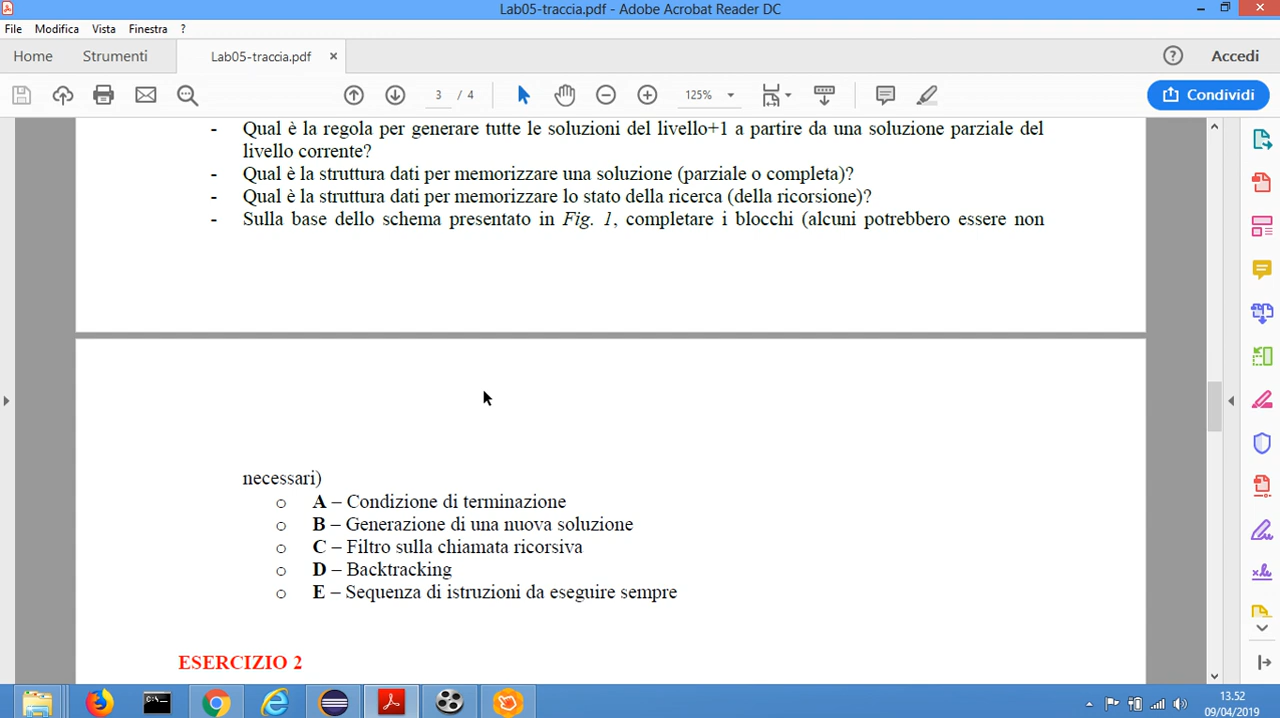 Lab05-traccia.pdf - Adobe Acrobat Reader DC
File Modifica Vista Finestra ?
Home Strumenti Lab05-traccia.pdf × Accedi
3 / 4 125% Condividi
- Qual è la regola per generare tutte le soluzioni del livello+1 a partire da una soluzione parziale del
livello corrente?
- Qual è la struttura dati per memorizzare una soluzione (parziale o completa)?
- Qual è la struttura dati per memorizzare lo stato della ricerca (della ricorsione)?
- Sulla base dello schema presentato in Fig. 1, completare i blocchi (alcuni potrebbero essere non
necessari)
o A – Condizione di terminazione
o B – Generazione di una nuova soluzione
o C – Filtro sulla chiamata ricorsiva
o D – Backtracking
o E – Sequenza di istruzioni da eseguire sempre
ESERCIZIO 2
13.52
09/04/2019